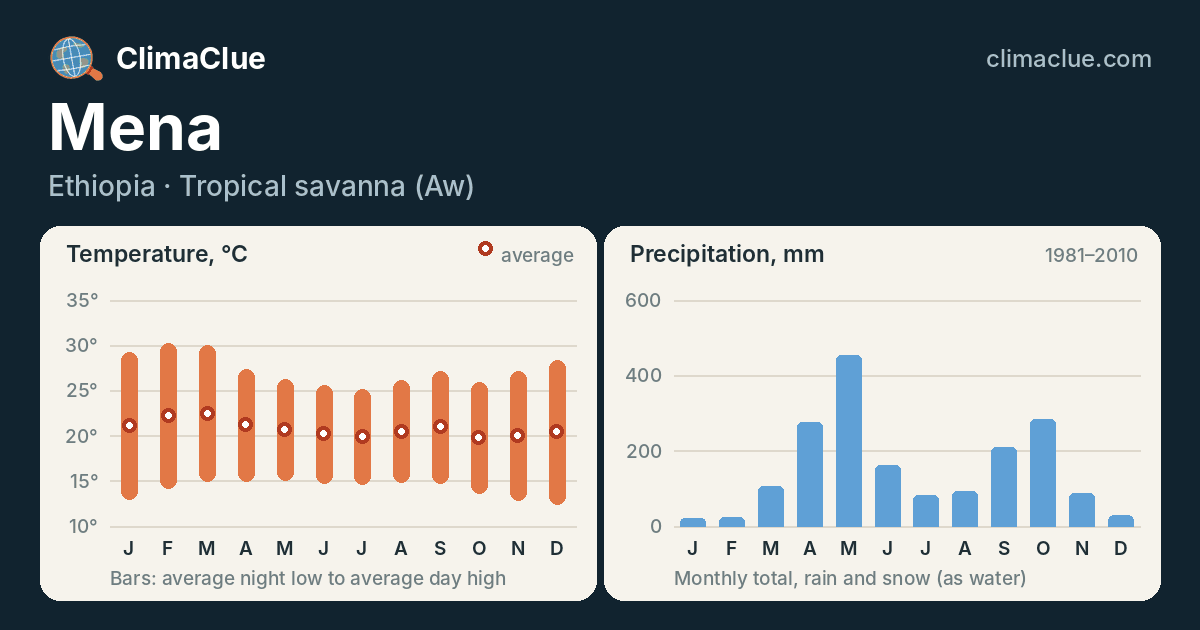 ClimaClue
climaclue.com
Mena
Ethiopia · Tropical savanna (Aw)
Temperature, °C
average
35°
30°
25°
20°
15°
10°
J F M A M J J A S O N D
Bars: average night low to average day high
Precipitation, mm
1981–2010
600
400
200
0
J F M A M J J A S O N D
Monthly total, rain and snow (as water)